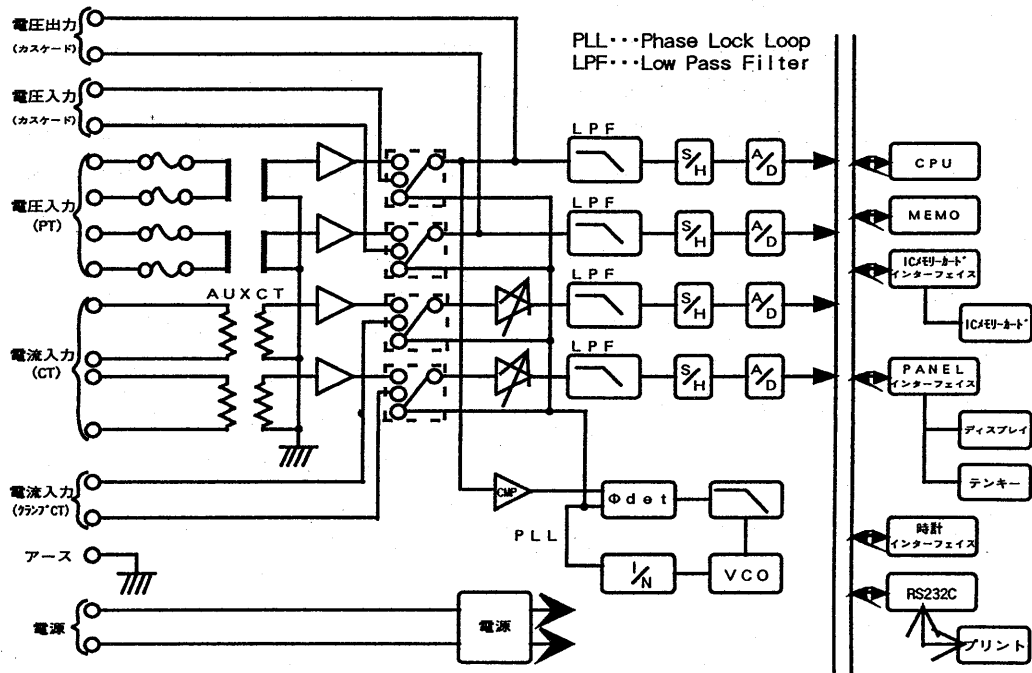 電圧出力
(カスケード)
電圧入力
(カスケード)
電圧入力
(PT)
電流入力
(CT)
電流入力
(クランプCT)
アース
電源
AUXCT
PLL･･･Phase Lock Loop
LPF･･･Low Pass Filter
LPF
S/H
A/D
LPF
S/H
A/D
LPF
S/H
A/D
LPF
S/H
A/D
CMP
Φdet
PLL
1/N
VCO
電源
CPU
MEMO
ICメモリーカード
インターフェイス
ICメモリーカード
PANEL
インターフェイス
ディスプレイ
テンキー
時計
インターフェイス
RS232C
プリント